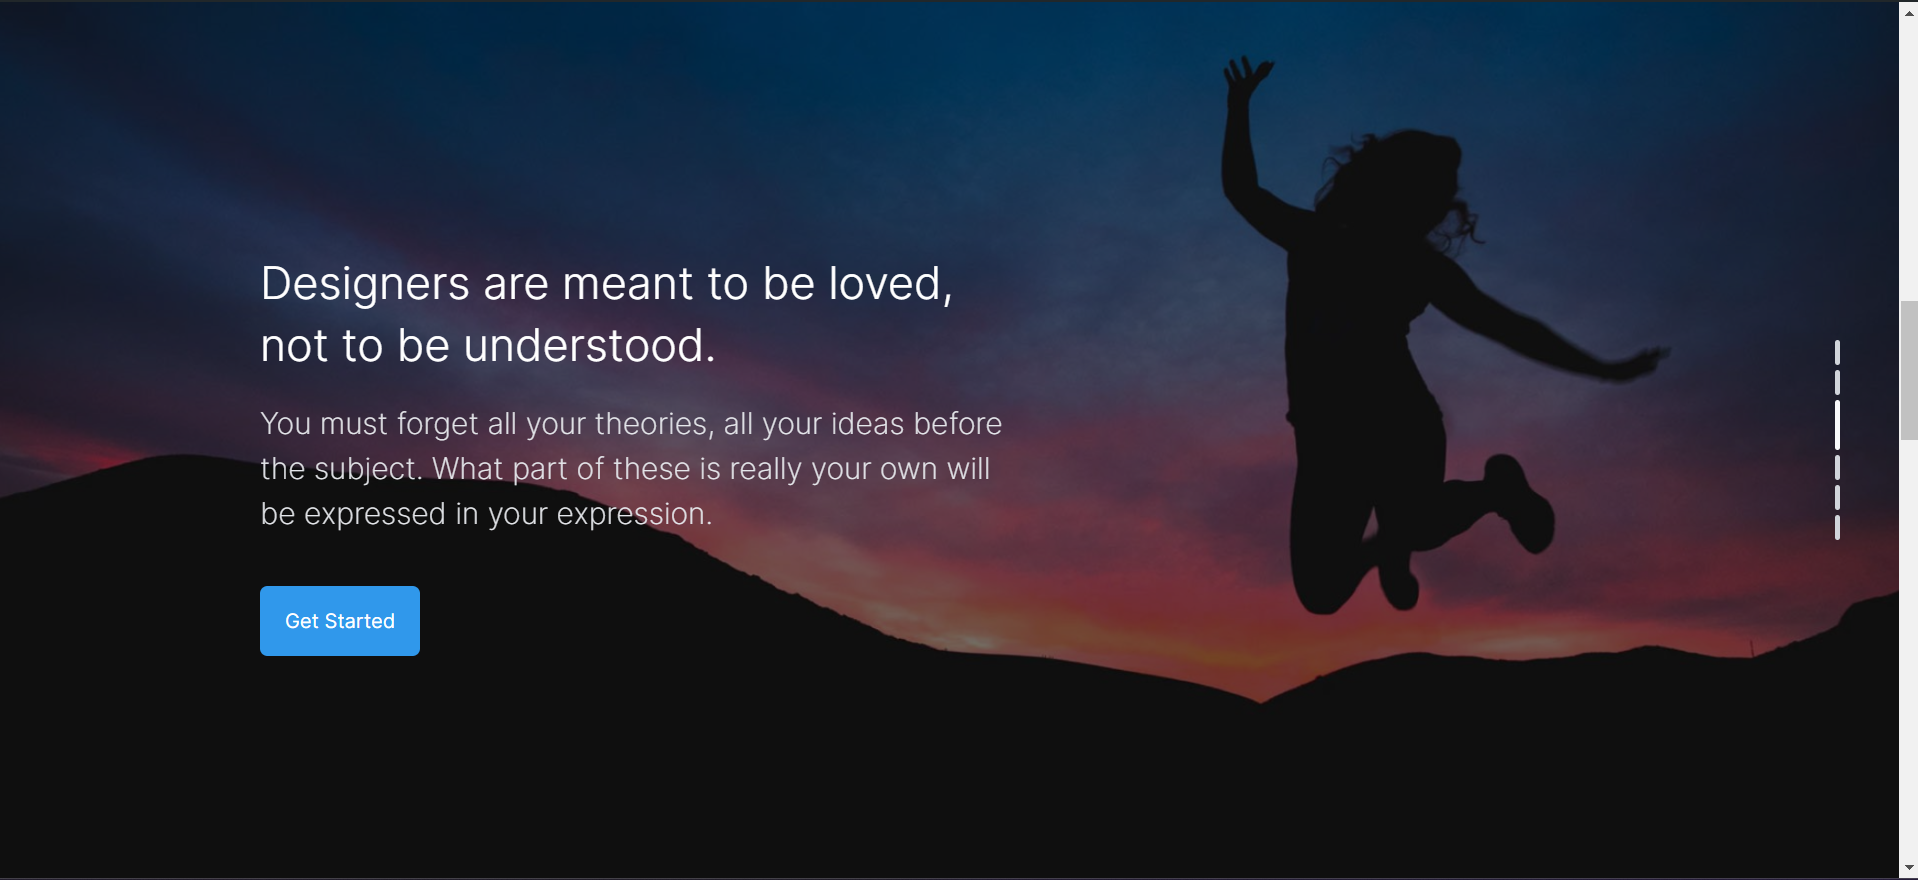 Designers are meant to be loved,
not to be understood.
You must forget all your theories, all your ideas before
the subject. What part of these is really your own will
be expressed in your expression.
Get Started